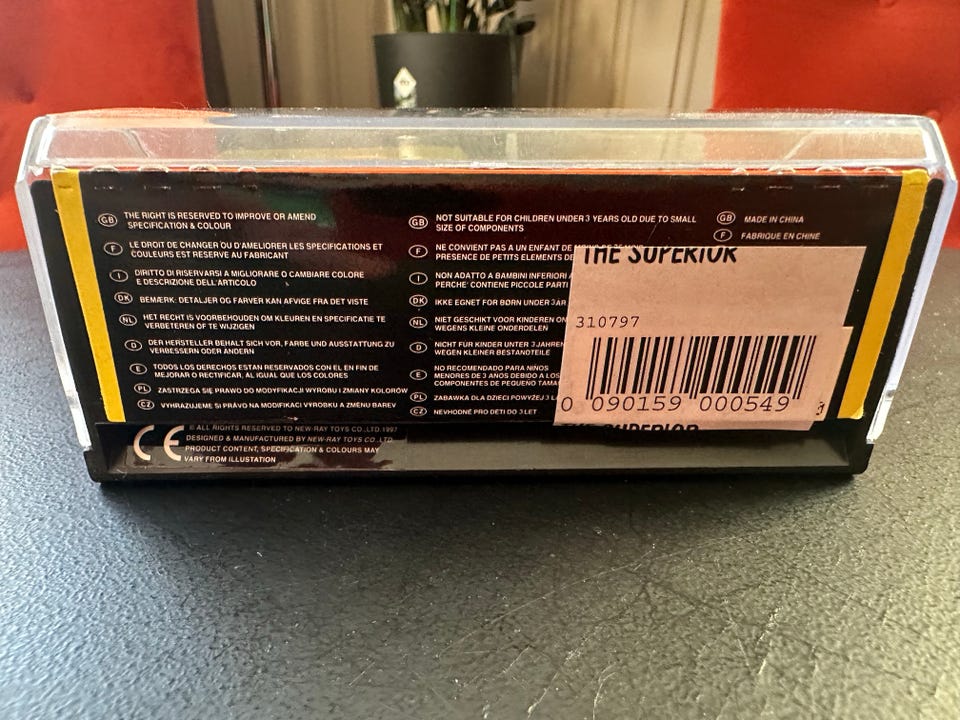 GB THE RIGHT IS RESERVED TO IMPROVE OR AMEND
SPECIFICATION & COLOUR
F LE DROIT DE CHANGER OU D'AMELIORER LES SPECIFICATIONS ET
COULEURS EST RESERVE AU FABRICANT
I DIRITTO DI RISERVARSI A MIGLIORARE O CAMBIARE COLORE
E DESCRIZIONE DELL'ARTICOLO
DK BEMÆRK: DETALJER OG FARVER KAN AFVIGE FRA DET VISTE
NL HET RECHT IS VOORBEHOUDEN OM KLEUREN EN SPECIFICATIE TE
VERBETEREN OF TE WIJZIGEN
D DER HERSTELLER BEHALT SICH VOR, FARBE UND AUSSTATTUNG ZU
VERBESSERN ODER ANDERN
E TODOS LOS DERECHOS ESTAN RESERVADOS CON EL EN FIN DE
MEJORAR O RECTIFICAR, AL IGUAL QUE LOS COLORES
PL ZASTRZEGA SIĘ PRAWO DO MODYFIKACJI WYROBU I ZMIANY KOLORÓW
CZ VYHRAZUJEME SI PRÁVO NA MODIFIKACI VÝROBKU A ZMĚNU BAREV
GB NOT SUITABLE FOR CHILDREN UNDER 3 YEARS OLD DUE TO SMALL
SIZE OF COMPONENTS
F NE CONVIENT PAS A UN ENFANT DE
PRESENCE DE PETITS ELEMENTS
I NON ADATTO A BAMBINI INFERIORI
PERCHE' CONTIENE PICCOLE PARTI
DK IKKE EGNET FOR BØRN UNDER 3 ÅR
NL NIET GESCHIKT VOOR KINDEREN
WEGENS KLEINE ONDERDELEN
D NICHT FÜR KINDER UNTER 3 JAHREN
WEGEN KLEINER BESTANDTEILE
E NO RECOMENDADO PARA NIÑOS
MENORES DE 3 AÑOS DEBIDO A LOS
COMPONENTES DE PEQUEÑO
PL ZABAWKA DLA DZIECI POWYŻEJ 3
CZ NEVHODNÉ PRO DĚTI DO 3 LET
GB MADE IN CHINA
F FABRIQUE EN CHINE
THE SUPERIOR
310797
0 090159 000549
THE SUPERIOR
CE
© ALL RIGHTS RESERVED TO NEW-RAY TOYS CO.,LTD.1997
DESIGNED & MANUFACTURED BY NEW-RAY TOYS CO.,LTD.
PRODUCT CONTENT, SPECIFICATION & COLOURS MAY
VARY FROM ILLUSTATION